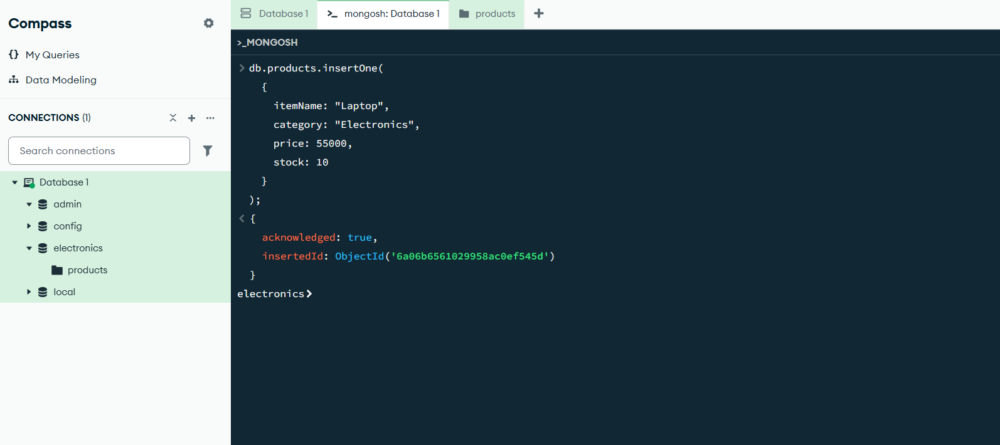 Compass
My Queries
Data Modeling
CONNECTIONS (1)
Search connections
Database 1
admin
config
electronics
products
local
Database 1
mongosh: Database 1
products
>_MONGOSH
> db.products.insertOne(
{
itemName: "Laptop",
category: "Electronics",
price: 55000,
stock: 10
}
);
< {
acknowledged: true,
insertedId: ObjectId('6a06b6561029958ac0ef545d')
}
electronics>